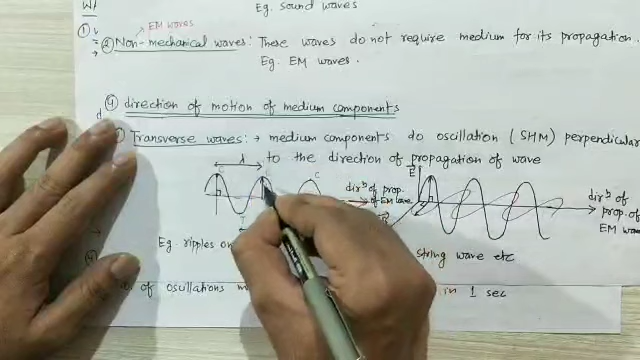 W/
Eg. sound waves
EM waves
① v
② Non-mechanical waves: These waves do not require medium for its propagation.
Eg. EM waves.
d
④ direction of motion of medium components
Transverse waves: → medium components do oscillation (SHM) perpendicular
to the direction of propagation of wave
λ
C
C
E
dirⁿ of prop.
of EM wave
dirⁿ of
prop. of
EM wave
Eg. ripples on
string wave etc
of oscillations
in 1 sec